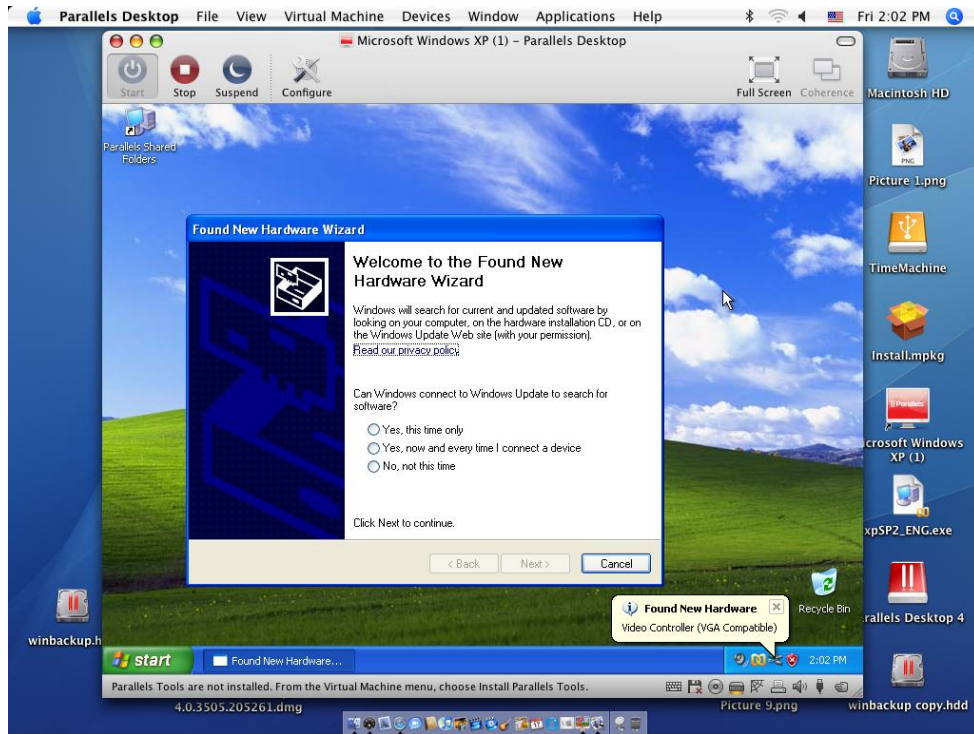 Parallels Desktop File View Virtual Machine Devices Window Applications Help Fri 2:02 PM
Microsoft Windows XP (1) – Parallels Desktop
Start Stop Suspend Configure Full Screen Coherence
Macintosh HD
Parallels Shared
Folders
PNG
Picture 1.png
Found New Hardware Wizard
Welcome to the Found New
Hardware Wizard
Windows will search for current and updated software by
looking on your computer, on the hardware installation CD, or on
the Windows Update Web site (with your permission).
Read our privacy policy
TimeMachine
Install.mpkg
Can Windows connect to Windows Update to search for
software?
Yes, this time only
Yes, now and every time I connect a device
No, not this time
Parallels
icrosoft Windows
XP (1)
Click Next to continue.
< Back Next > Cancel
xpSP2_ENG.exe
Found New Hardware
Video Controller (VGA Compatible)
Recycle Bin
rallels Desktop 4
winbackup.h
start Found New Hardware... 2:02 PM
Parallels Tools are not installed. From the Virtual Machine menu, choose Install Parallels Tools.
4.0.3505.205261.dmg
Picture 9.png
winbackup copy.hdd